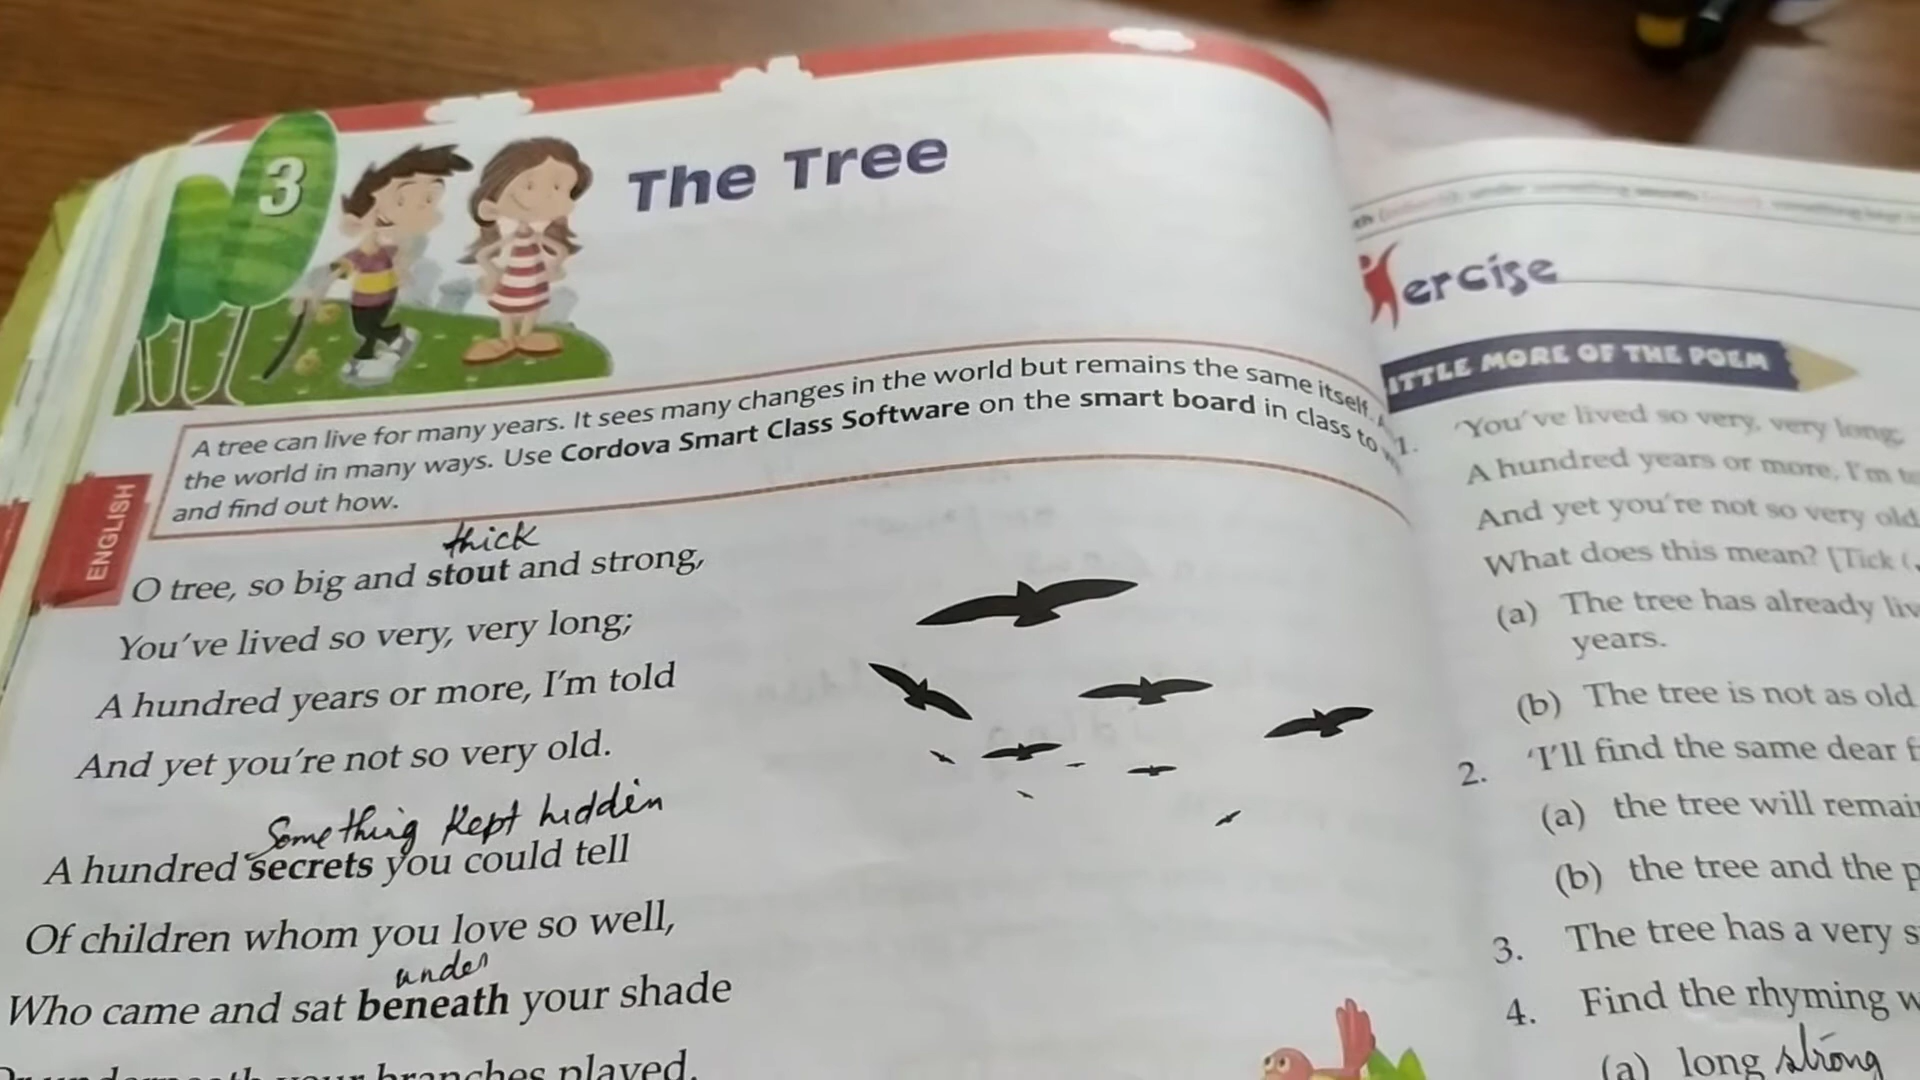 3
The Tree
A tree can live for many years. It sees many changes in the world but remains the same itself.
the world in many ways. Use Cordova Smart Class Software on the smart board in class to
and find out how.
ENGLISH
thick
O tree, so big and stout and strong,
You've lived so very, very long;
A hundred years or more, I'm told
And yet you're not so very old.
Something kept hidden
A hundred secrets you could tell
Of children whom you love so well,
under
Who came and sat beneath your shade
branches played.
ercise
ITTLE MORE OF THE POEM
1. 'You've lived so very, very long;
A hundred years or more, I'm
And yet you're not so very old
What does this mean? [Tick (
(a) The tree has already
years.
(b) The tree is not as old
2. 'I'll find the same dear
(a) the tree will
(b) the tree and the
3. The tree has a very
4. Find the rhyming
(a) long strong